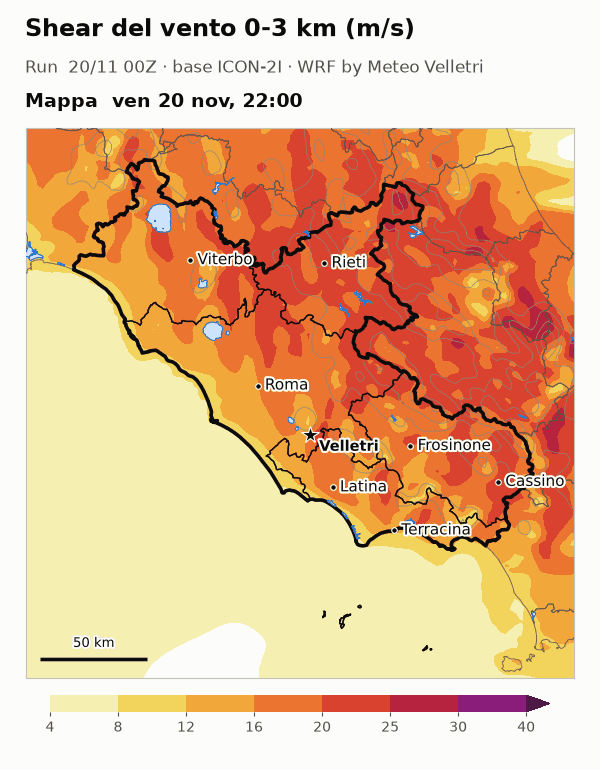 Shear del vento 0-3 km (m/s)
Run  20/11 00Z · base ICON-2I · WRF by Meteo Velletri
Mappa  ven 20 nov, 22:00
Viterbo
Rieti
Roma
Velletri
Frosinone
Latina
Cassino
Terracina
50 km
4 8 12 16 20 25 30 40